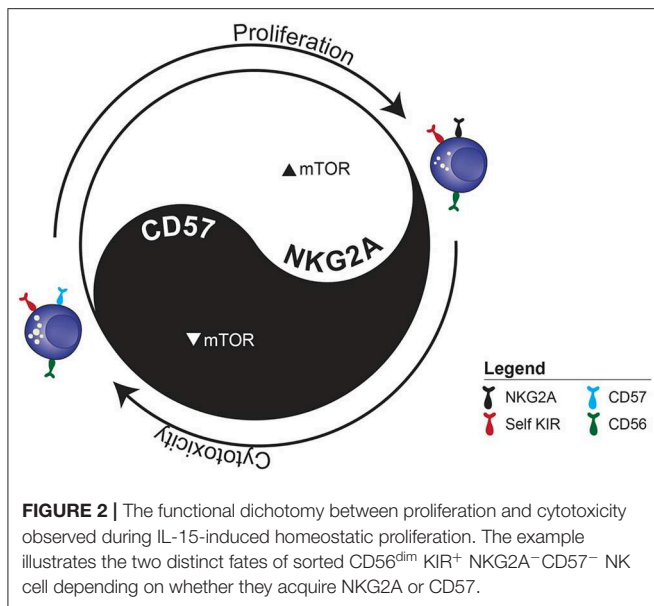 Proliferation
▲ mTOR
CD57
NKG2A
▼ mTOR
Cytotoxicity
Legend
NKG2A CD57
Self KIR CD56
FIGURE 2 | The functional dichotomy between proliferation and cytotoxicity
observed during IL-15-induced homeostatic proliferation. The example
illustrates the two distinct fates of sorted CD56dim KIR+ NKG2A−CD57− NK
cell depending on whether they acquire NKG2A or CD57.